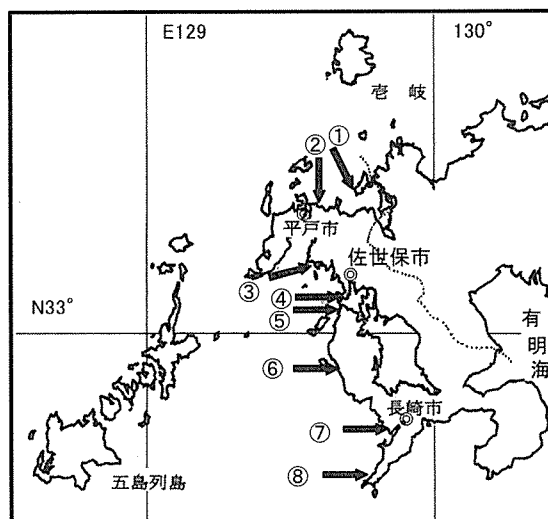 E129
130°
壱岐
①
②
平戸市
佐世保市
③
④
N33°
⑤
有明海
⑥
長崎市
⑦
⑧
五島列島